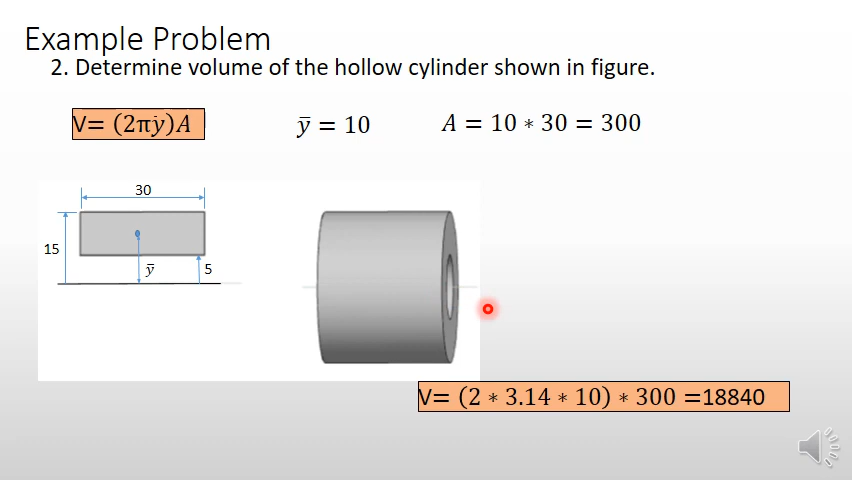 Example Problem
2. Determine volume of the hollow cylinder shown in figure.
V= (2πẏ)A
ȳ = 10
A = 10 ∗ 30 = 300
30
15
ȳ
5
V= (2 ∗ 3.14 ∗ 10) ∗ 300 =18840